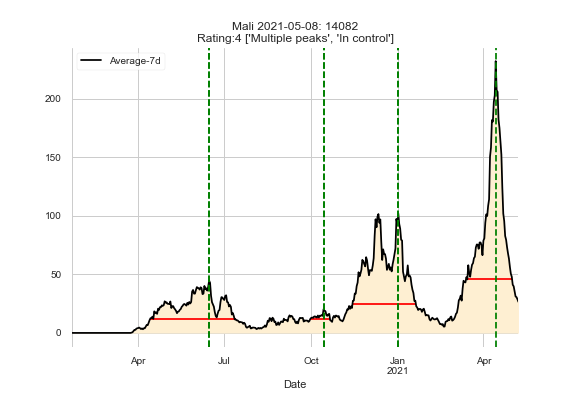 Mali 2021-05-08: 14082
Rating:4 ['Multiple peaks', 'In control']
Average-7d
200
150
100
50
0
Apr Jul Oct Jan Apr
2021
Date